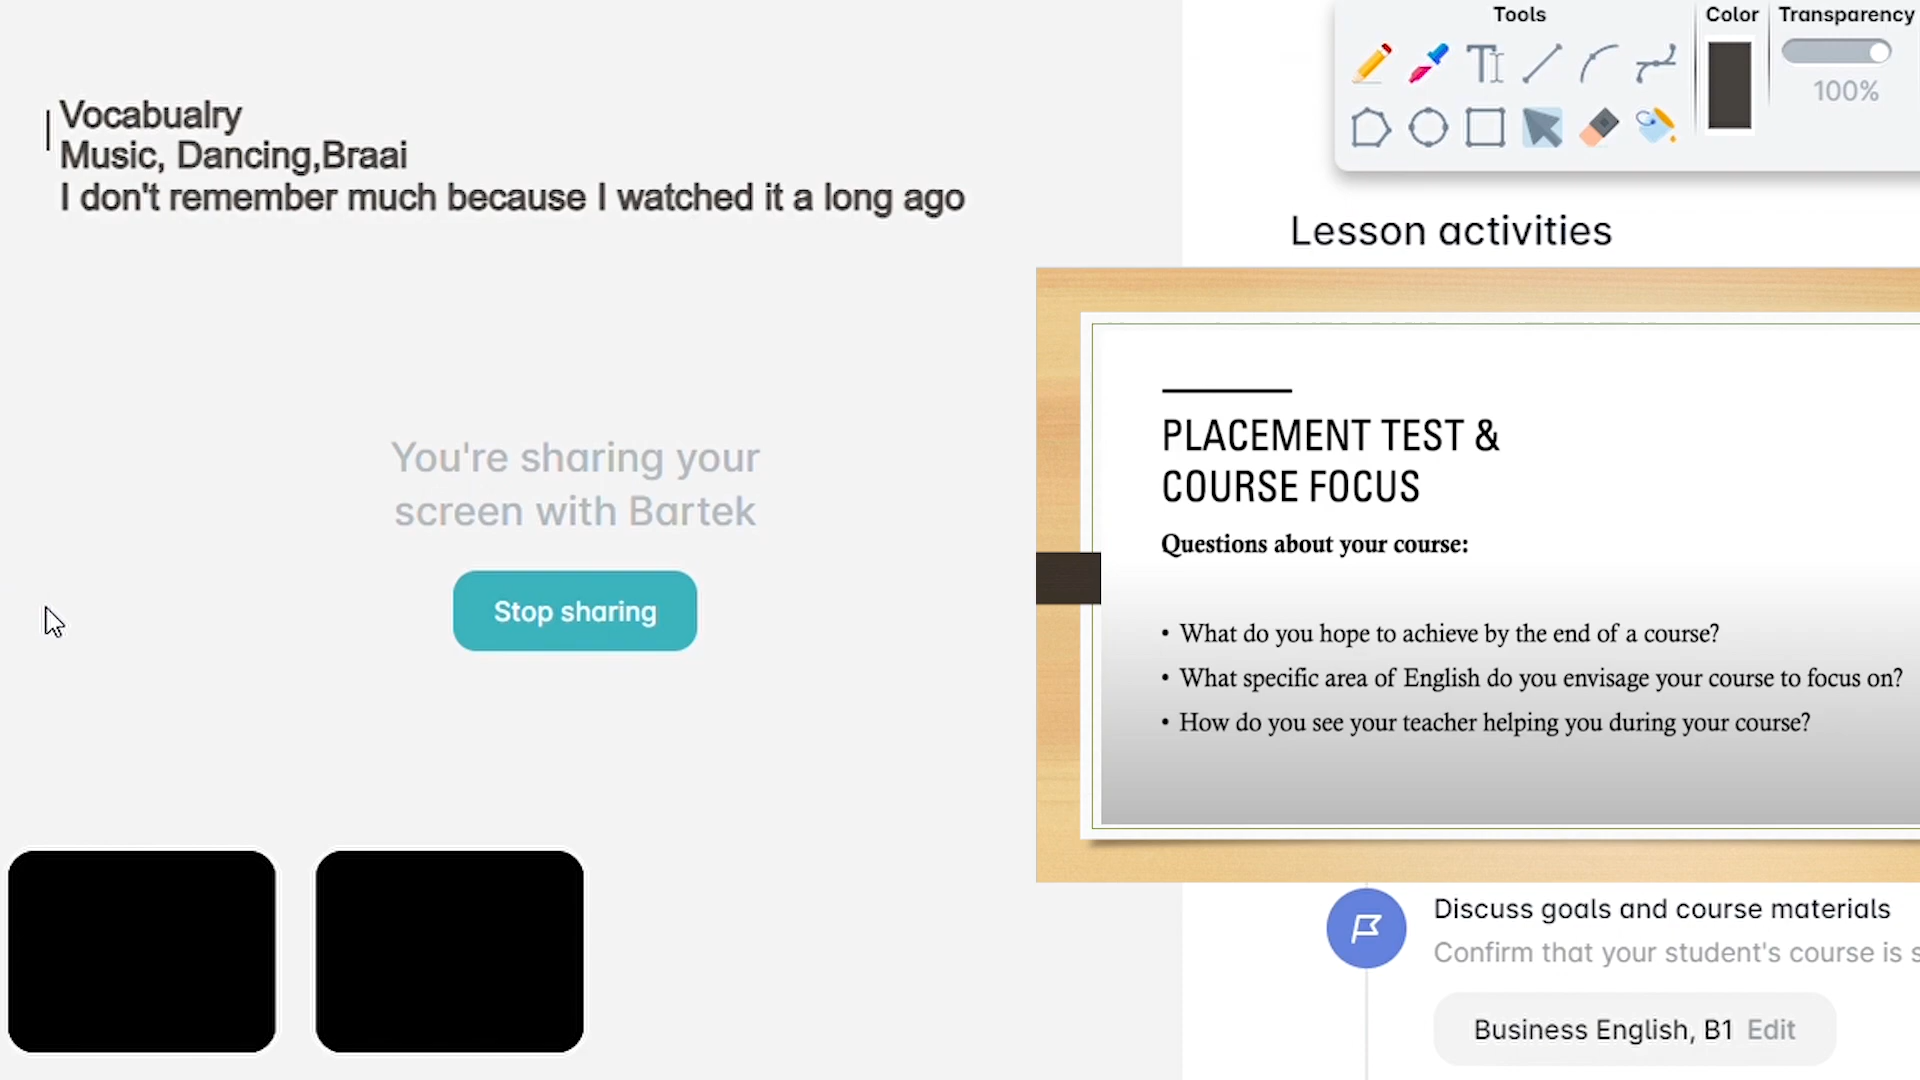 Vocabualry
Music, Dancing,Braai
I don't remember much because I watched it a long ago
You're sharing your
screen with Bartek
Stop sharing
Tools
Color
Transparency
100%
Lesson activities
PLACEMENT TEST &
COURSE FOCUS
Questions about your course:
• What do you hope to achieve by the end of a course?
• What specific area of English do you envisage your course to focus on?
• How do you see your teacher helping you during your course?
Discuss goals and course materials
Confirm that your student's course is
Business English, B1 Edit